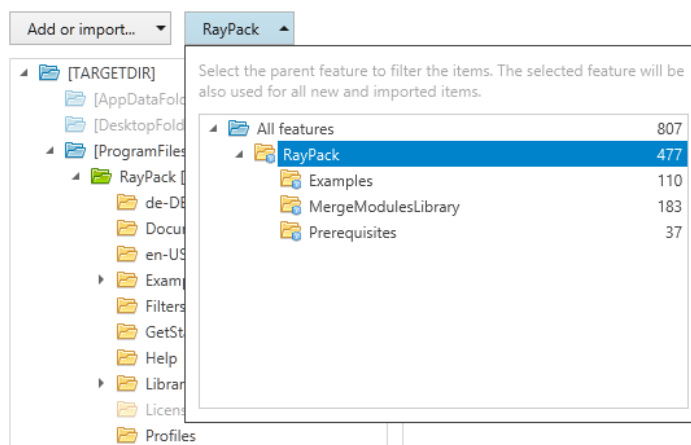 Add or import...
RayPack
[TARGETDIR]
[AppDataFold
[DesktopFold
[ProgramFiles
RayPack [
de-DE
Docum
en-US
Examp
Filters
GetSta
Help
Librar
Licens
Profiles
Select the parent feature to filter the items. The selected feature will be
also used for all new and imported items.
All features 807
RayPack 477
Examples 110
MergeModulesLibrary 183
Prerequisites 37